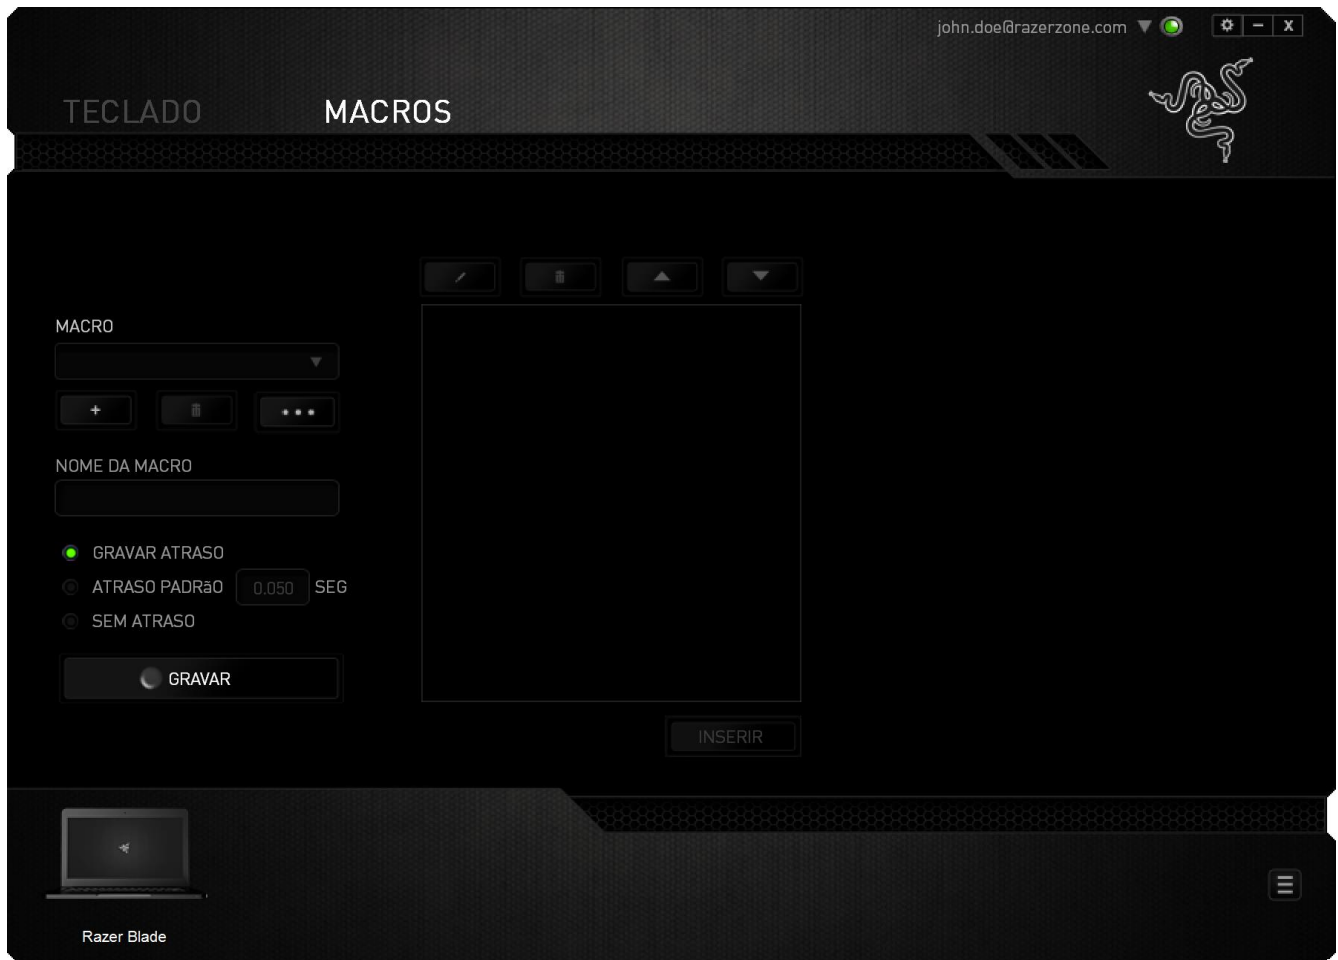 john.doe@razerzone.com
X
TECLADO MACROS
MACRO
+
NOME DA MACRO
GRAVAR ATRASO
ATRASO PADRãO 0.050 SEG
SEM ATRASO
GRAVAR
INSERIR
Razer Blade